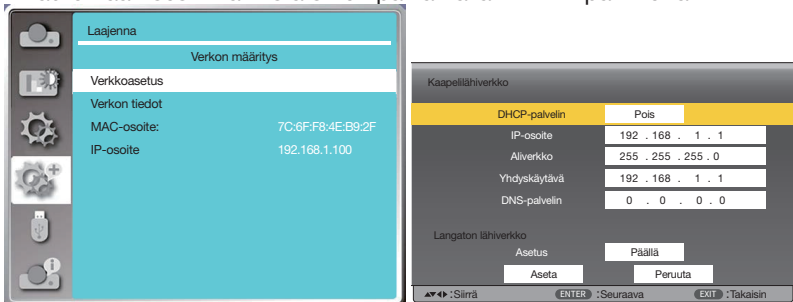 Laajenna
Verkon määritys
Verkkoasetus
Verkon tiedot
MAC-osoite: 7C:6F:F8:4E:B9:2F
IP-osoite 192.168.1.100
Kaapelilähiverkko
DHCP-palvelin Pois
IP-osoite 192 . 168 . 1 . 1
Aliverkko 255 . 255 . 255 . 0
Yhdyskäytävä 192 . 168 . 1 . 1
DNS-palvelin 0 . 0 . 0 . 0
Langaton lähiverkko
Asetus Päällä
Aseta Peruuta
▲▼◀▶ :Siirrä ENTER :Seuraava EXIT :Takaisin